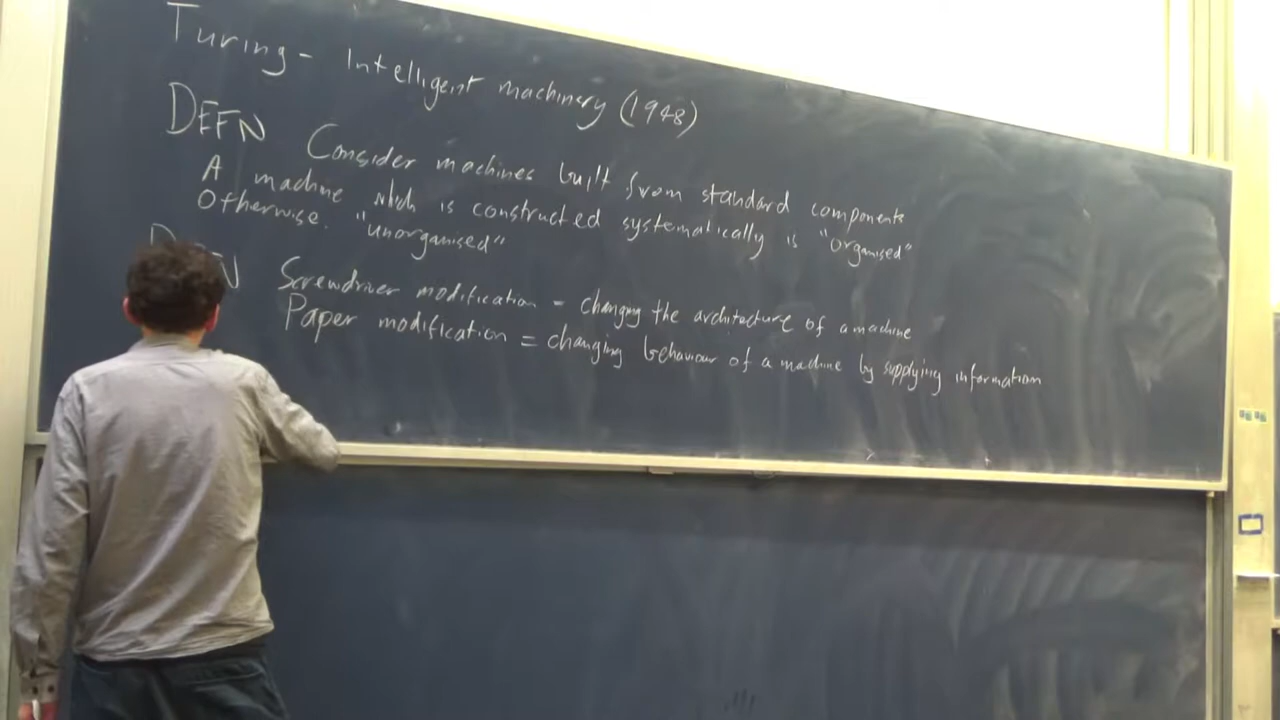 Turing - Intelligent machinery (1948)
DEFN Consider machines built from standard components
A machine which is constructed systematically is "organised"
Otherwise. "unorganised"
Screwdriver modification - changing the architecture of a machine
Paper modification = changing behaviour of a machine by supplying information